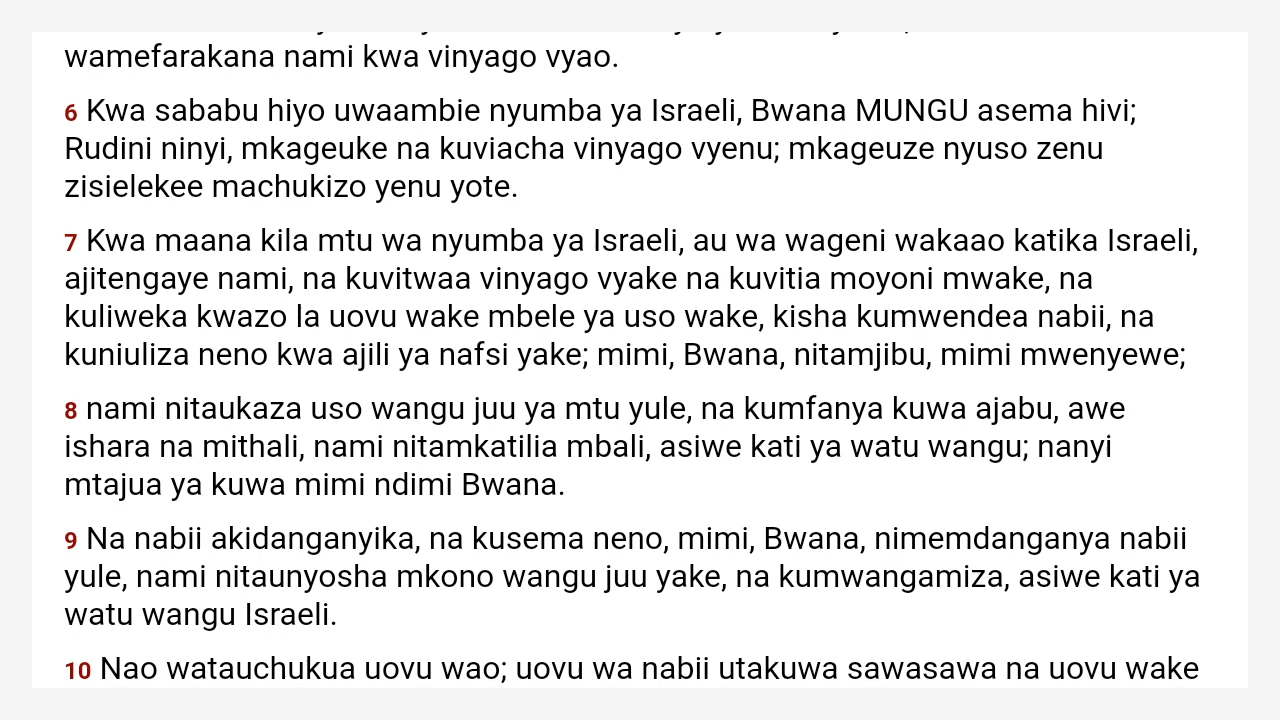 wamefarakana nami kwa vinyago vyao.
6 Kwa sababu hiyo uwaambie nyumba ya Israeli, Bwana MUNGU asema hivi;
Rudini ninyi, mkageuke na kuviacha vinyago vyenu; mkageuze nyuso zenu
zisielekee machukizo yenu yote.
7 Kwa maana kila mtu wa nyumba ya Israeli, au wa wageni wakaao katika Israeli,
ajitengaye nami, na kuvitwaa vinyago vyake na kuvitia moyoni mwake, na
kuliweka kwazo la uovu wake mbele ya uso wake, kisha kumwendea nabii, na
kuniuliza neno kwa ajili ya nafsi yake; mimi, Bwana, nitamjibu, mimi mwenyewe;
8 nami nitaukaza uso wangu juu ya mtu yule, na kumfanya kuwa ajabu, awe
ishara na mithali, nami nitamkatilia mbali, asiwe kati ya watu wangu; nanyi
mtajua ya kuwa mimi ndimi Bwana.
9 Na nabii akidanganyika, na kusema neno, mimi, Bwana, nimemdanganya nabii
yule, nami nitaunyosha mkono wangu juu yake, na kumwangamiza, asiwe kati ya
watu wangu Israeli.
10 Nao watauchukua uovu wao; uovu wa nabii utakuwa sawasawa na uovu wake